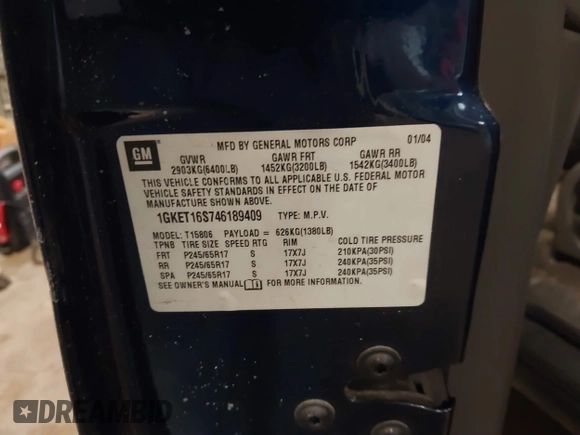 GM
MFD BY GENERAL MOTORS CORP 01/04
GVWR GAWR FRT GAWR RR
2903KG(6400LB) 1452KG(3200LB) 1542KG(3400LB)
THIS VEHICLE CONFORMS TO ALL APPLICABLE U.S. FEDERAL MOTOR
VEHICLE SAFETY STANDARDS IN EFFECT ON THE DATE OF
MANUFACTURE SHOWN ABOVE.
1GKET16S746189409 TYPE: M.P.V.
MODEL: T15806 PAYLOAD = 626KG(1380LB)
TPNB TIRE SIZE SPEED RTG RIM COLD TIRE PRESSURE
FRT P245/65R17 S 17X7J 210KPA(30PSI)
RR P245/65R17 S 17X7J 240KPA(35PSI)
SPA P245/65R17 S 17X7J 240KPA(35PSI)
SEE OWNER'S MANUAL FOR MORE INFORMATION.
DREAMBID